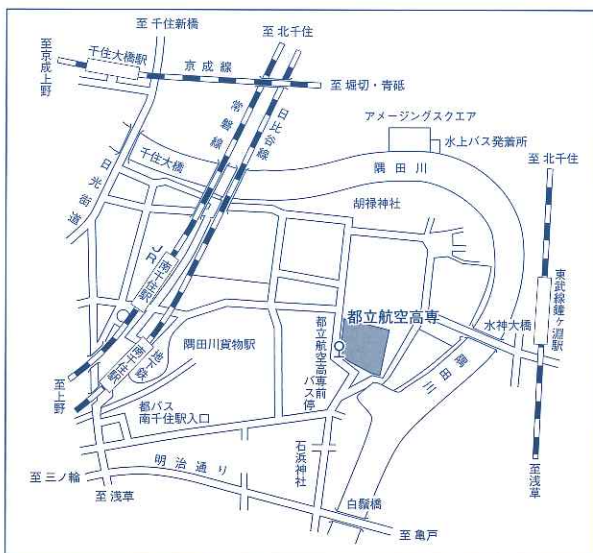 至 千住新橋
至 北千住
至京成上野
千住大橋駅
京成線
至 堀切・青砥
常磐線
日比谷線
アメージングスクエア
水上バス発着所
至 北千住
千住大橋
隅田川
日光街道
胡禄神社
JR南千住駅
東武線鐘ヶ淵駅
都立航空高専
水神大橋
隅田川貨物駅
都立航空高専前
バス停
地下鉄
南千住駅
隅田川
至上野
都バス
南千住駅入口
石浜神社
明治通り
至 三ノ輪
至 浅草
白鬚橋
至 亀戸
至浅草